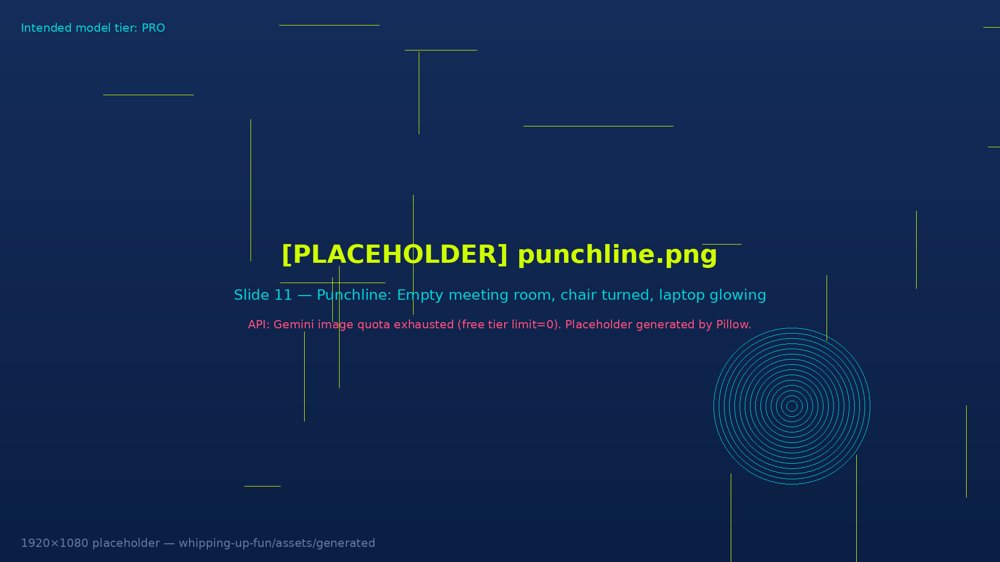 Intended model tier: PRO
[PLACEHOLDER] punchline.png
Slide 11 — Punchline: Empty meeting room, chair turned, laptop glowing
API: Gemini image quota exhausted (free tier limit=0). Placeholder generated by Pillow.
1920×1080 placeholder — whipping-up-fun/assets/generated